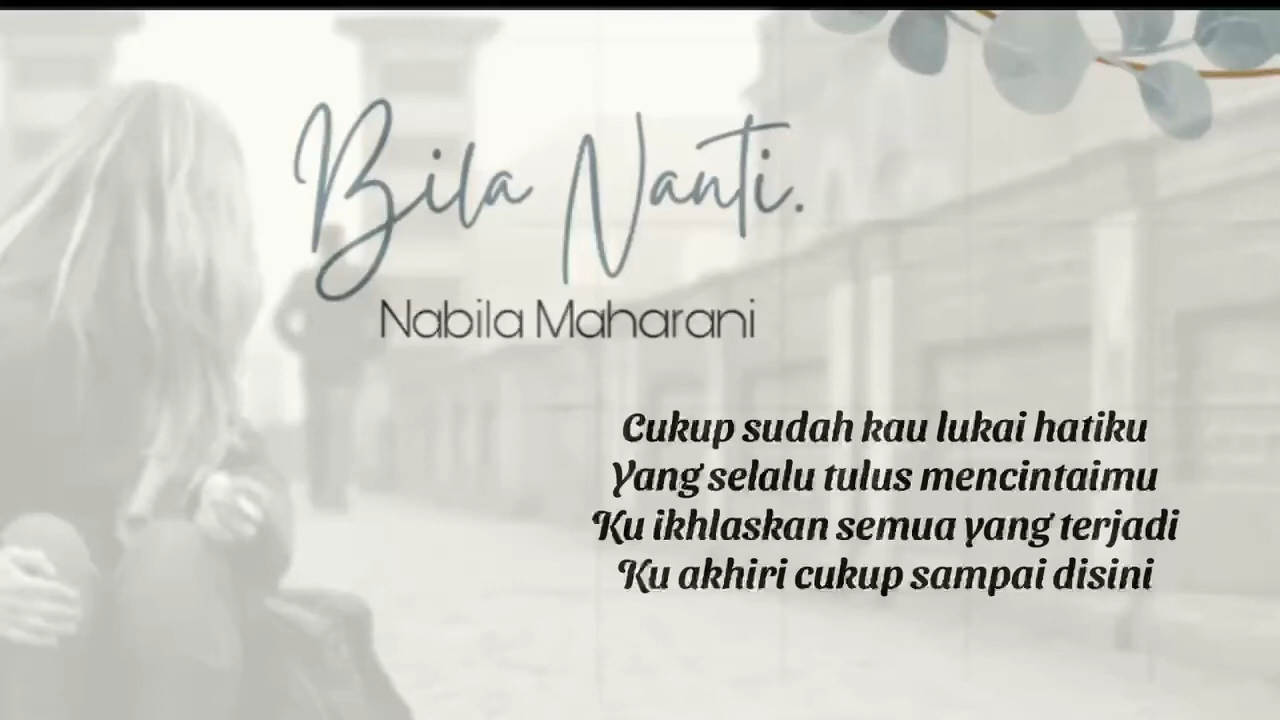 Bila Nanti.
Nabila Maharani
Cukup sudah kau lukai hatiku
Yang selalu tulus mencintaimu
Ku ikhlaskan semua yang terjadi
Ku akhiri cukup sampai disini